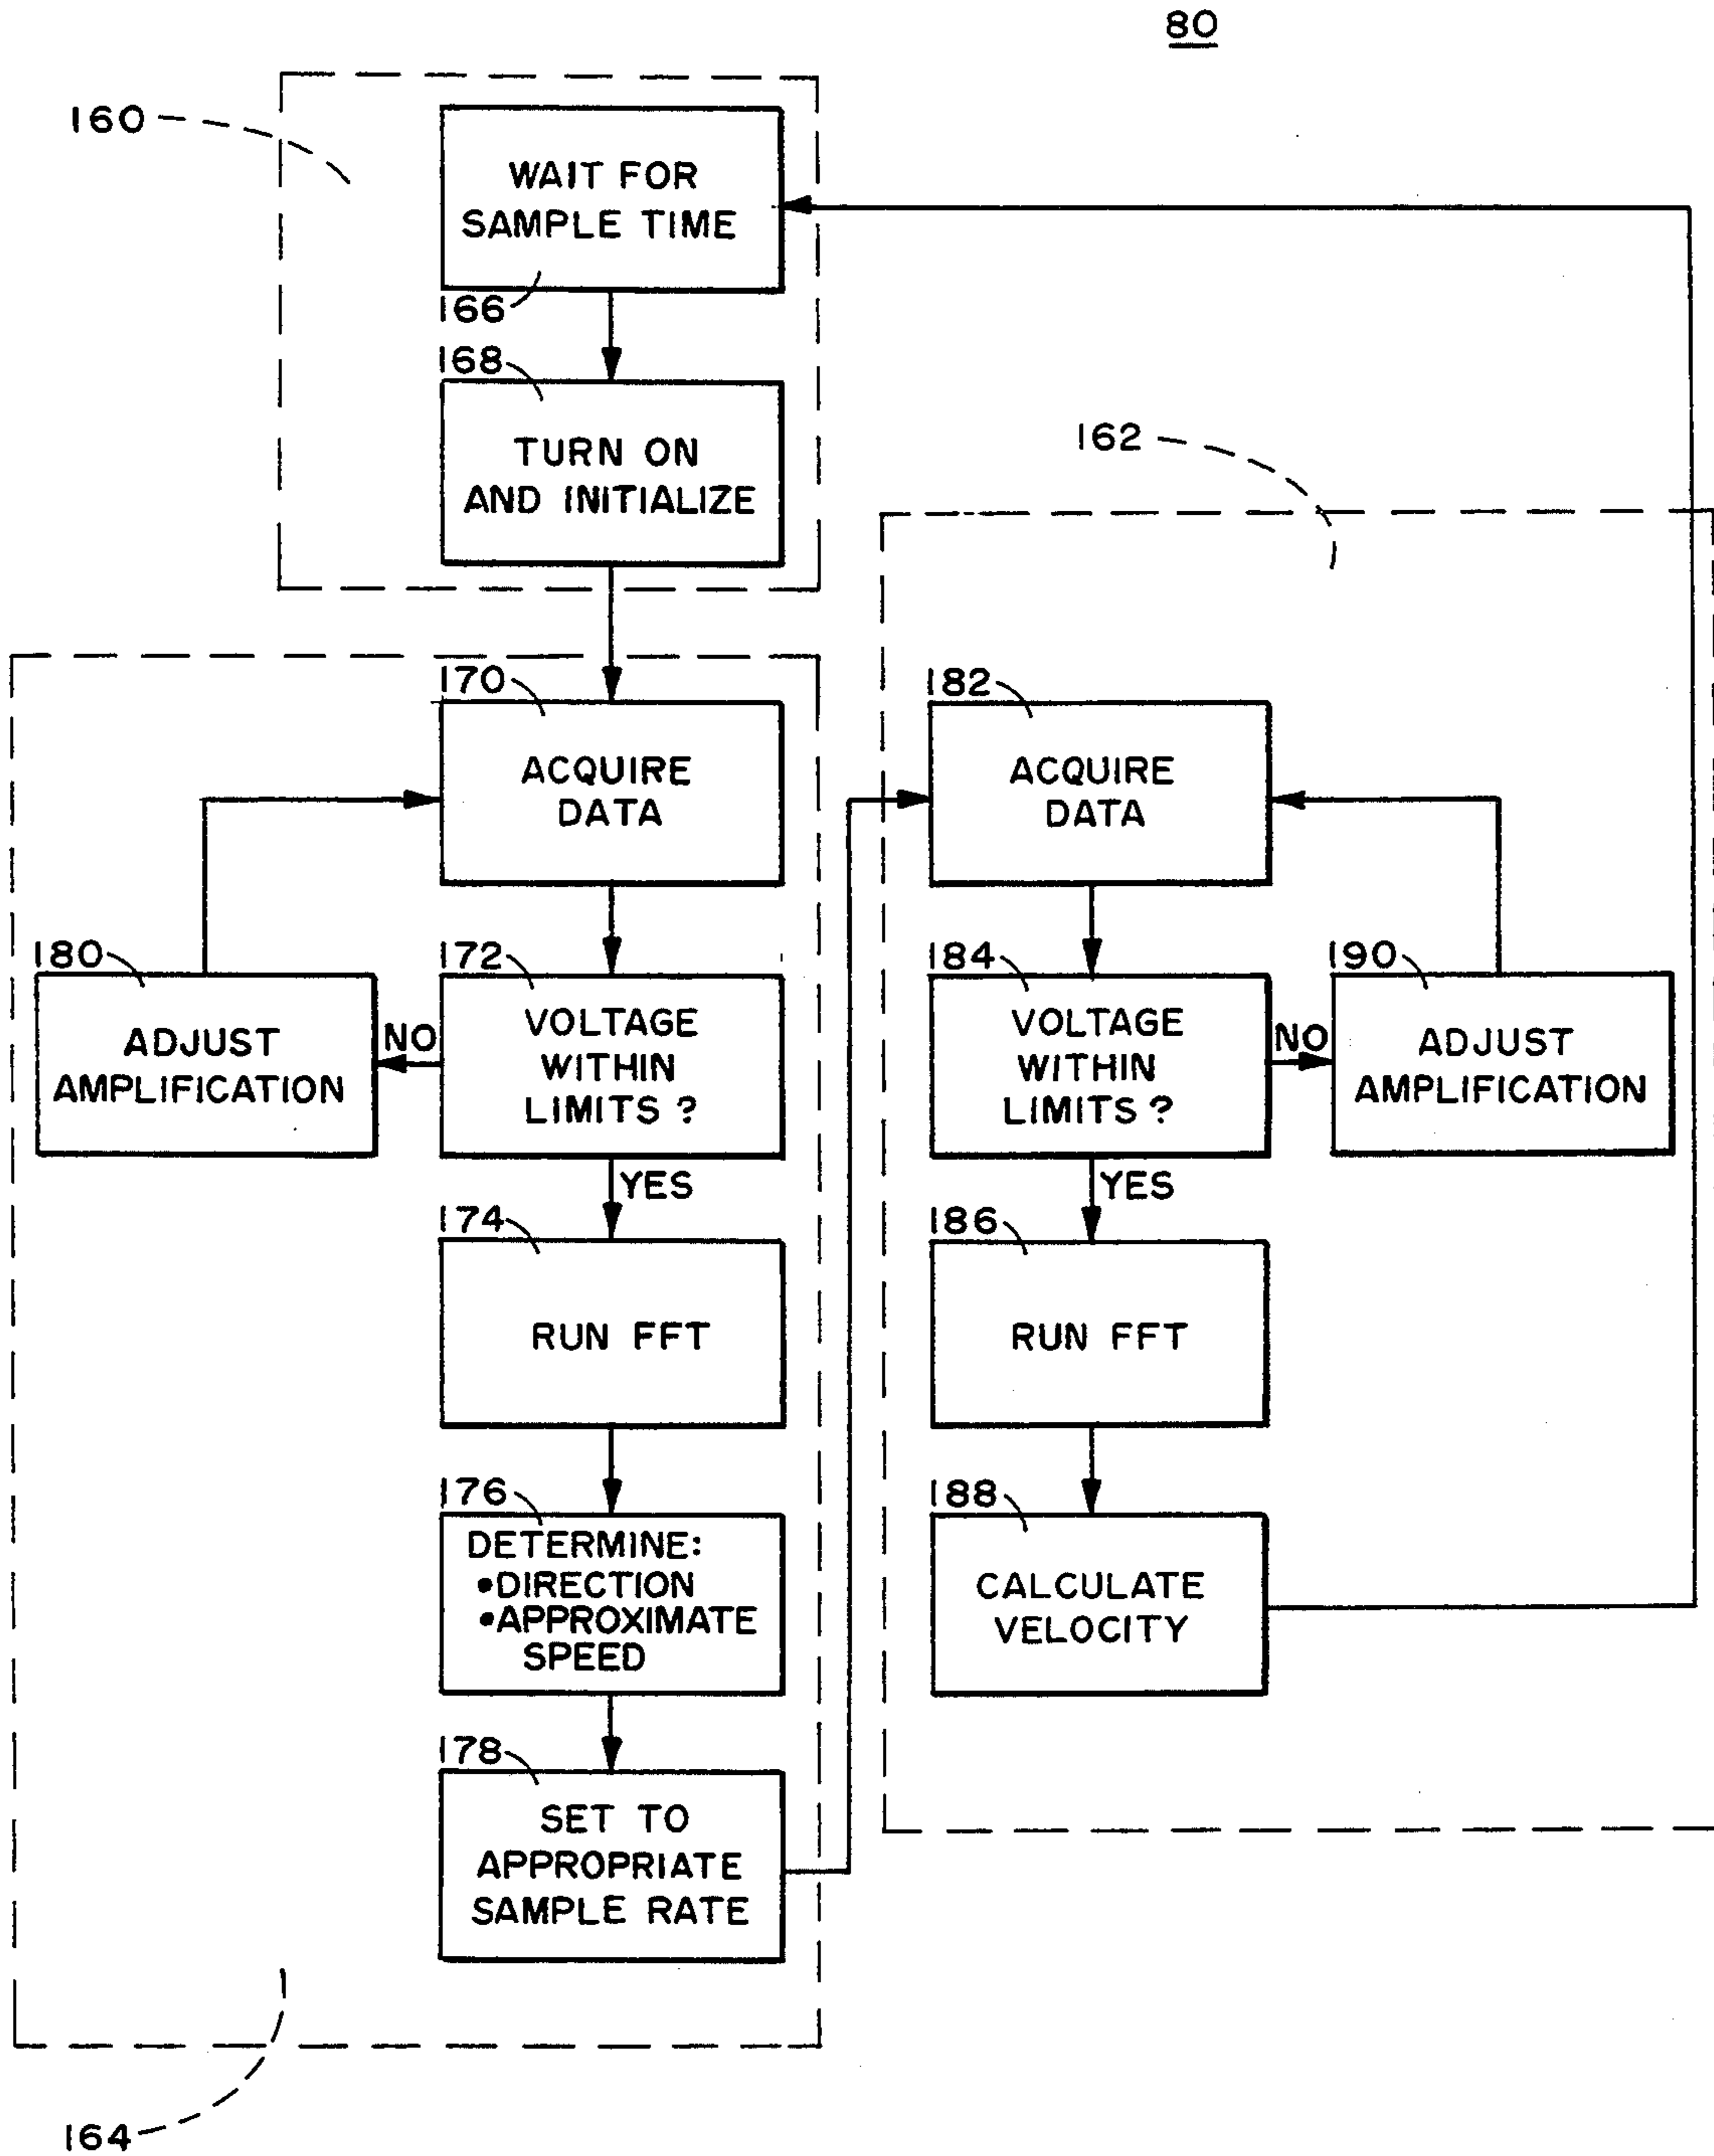 80
160
WAIT FOR
SAMPLE TIME
166
168
TURN ON
AND INITIALIZE
162
170
ACQUIRE
DATA
182
ACQUIRE
DATA
180
ADJUST
AMPLIFICATION
NO
172
VOLTAGE
WITHIN
LIMITS ?
YES
184
VOLTAGE
WITHIN
LIMITS ?
YES
NO
190
ADJUST
AMPLIFICATION
174
RUN FFT
186
RUN FFT
176
DETERMINE:
•DIRECTION
•APPROXIMATE
SPEED
188
CALCULATE
VELOCITY
178
SET TO
APPROPRIATE
SAMPLE RATE
164